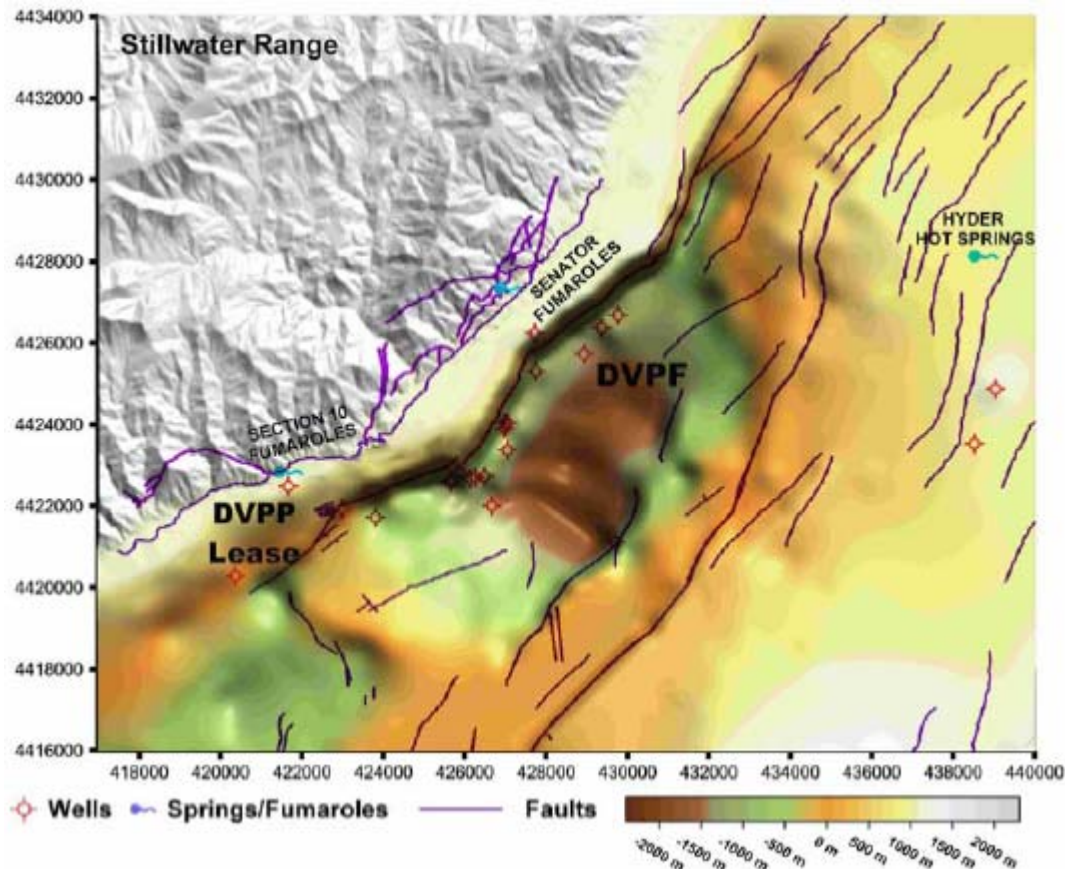 4434000
Stillwater Range
4432000
4430000
HYDER
HOT SPRINGS
4428000
SENATOR
FUMAROLES
4426000
DVPF
4424000
SECTION 10
FUMAROLES
4422000
DVPP
Lease
4420000
4418000
4416000
418000 420000 422000 424000 426000 428000 430000 432000 434000 436000 438000 440000
Wells Springs/Fumaroles Faults
-2000 m -1500 m -1000 m -500 m 0 m 500 m 1000 m 1500 m 2000 m